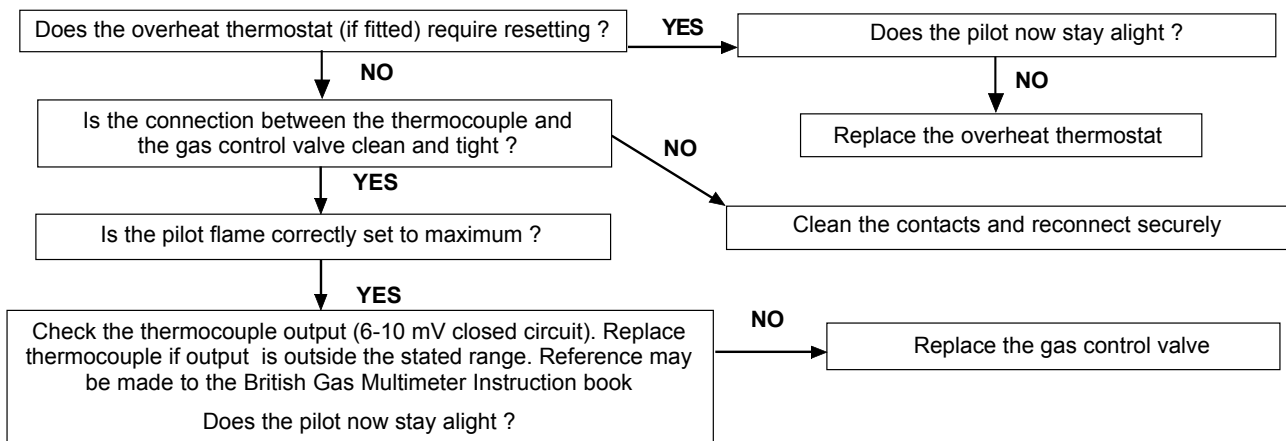 Does the overheat thermostat (if fitted) require resetting ?
YES
Does the pilot now stay alight ?
NO
NO
Is the connection between the thermocouple and
the gas control valve clean and tight ?
Replace the overheat thermostat
NO
YES
Clean the contacts and reconnect securely
Is the pilot flame correctly set to maximum ?
YES
Check the thermocouple output (6-10 mV closed circuit). Replace
thermocouple if output is outside the stated range. Reference may
be made to the British Gas Multimeter Instruction book
Does the pilot now stay alight ?
NO
Replace the gas control valve